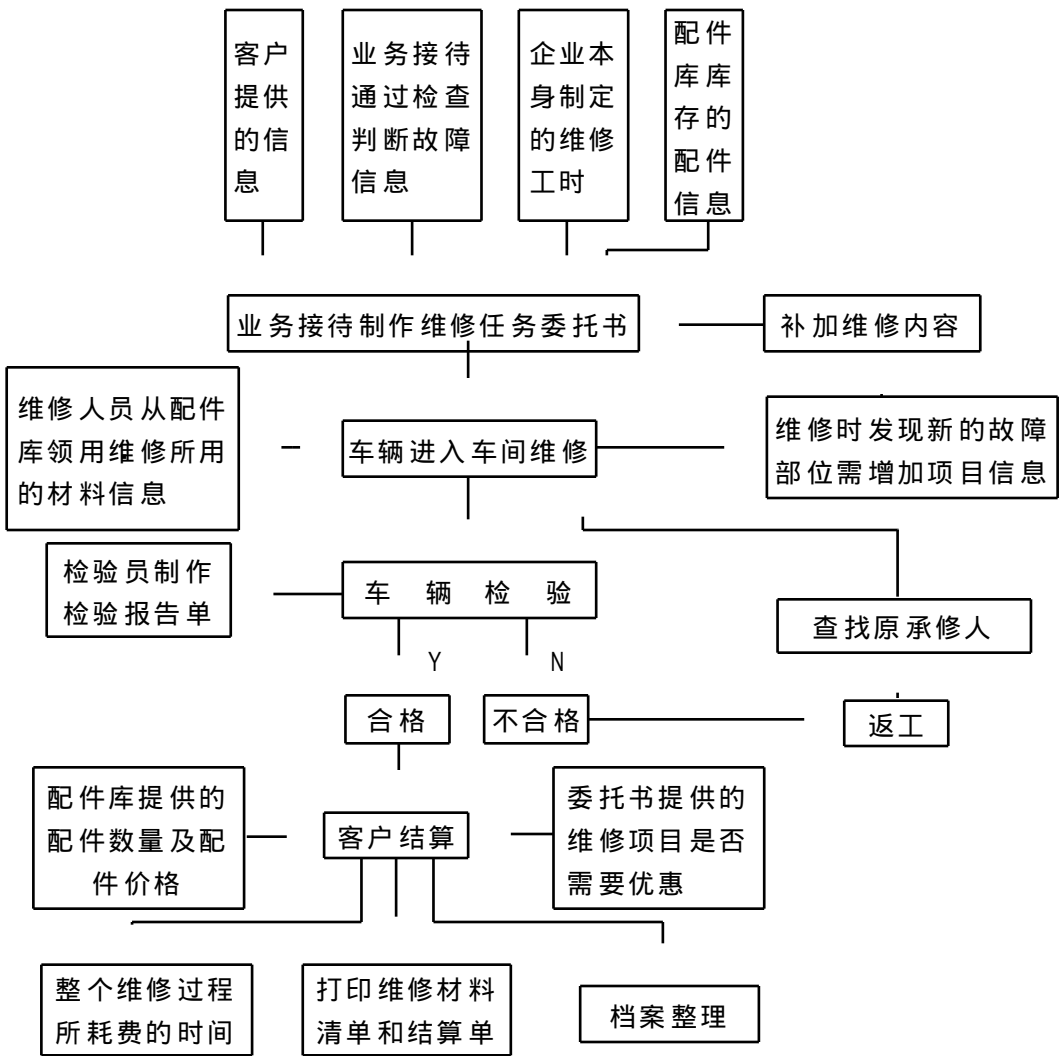 客户
提供
的信
息
业务接待
通过检查
判断故障
信息
企业本
身制定
的维修
工时
配件
库库
存的
配件
信息
业务接待制作维修任务委托书
补加维修内容
维修人员从配件
库领用维修所用
的材料信息
车辆进入车间维修
维修时发现新的故障
部位需增加项目信息
检验员制作
检验报告单
车 辆 检 验
查找原承修人
Y
N
合格
不合格
返工
配件库提供的
配件数量及配
件价格
客户结算
委托书提供的
维修项目是否
需要优惠
整个维修过程
所耗费的时间
打印维修材料
清单和结算单
档案整理